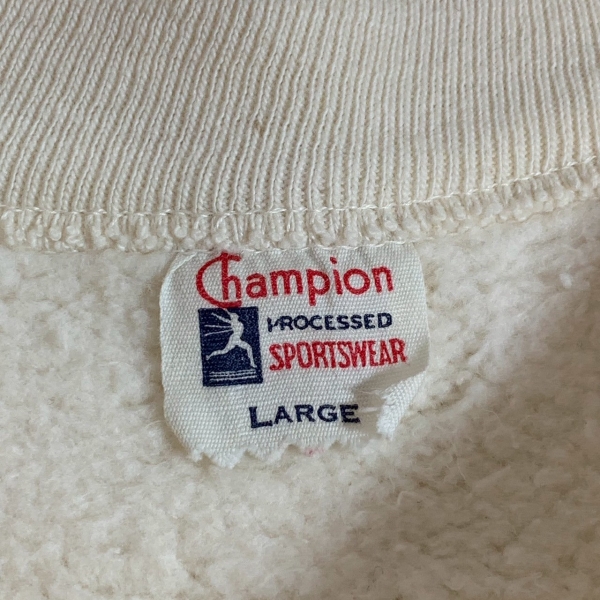 Champion
PROCESSED
SPORTSWEAR
LARGE